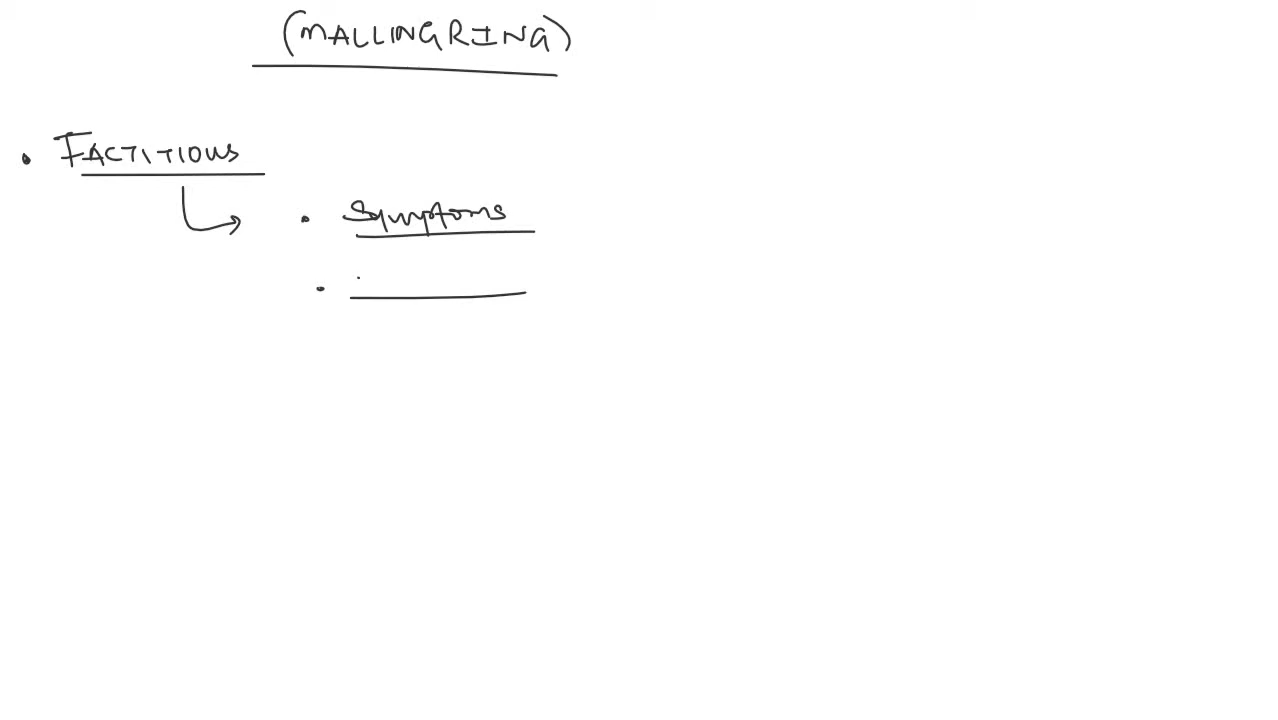 (MALLINGRING)
• FACTITIOUS
• Symptoms
•